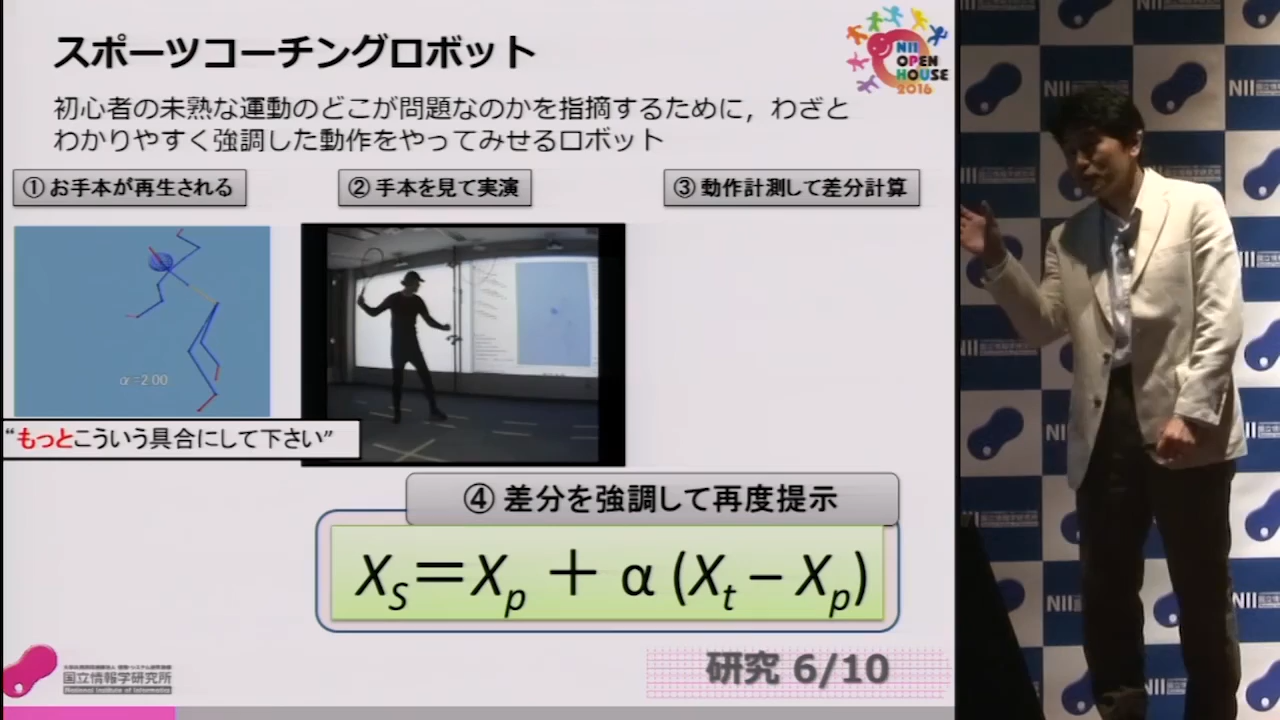 スポーツコーチングロボット
NII
OPEN
HOUSE
2016
初心者の未熟な運動のどこが問題なのかを指摘するために，わざと
わかりやすく強調した動作をやってみせるロボット
① お手本が再生される
② 手本を見て実演
③ 動作計測して差分計算
α=2.00
“もっとこういう具合にして下さい”
④ 差分を強調して再度提示
Xs=Xp + α (Xt − Xp)
研究 6/10
国立情報学研究所
National Institute of Informatics
NII
NII
NII
NII